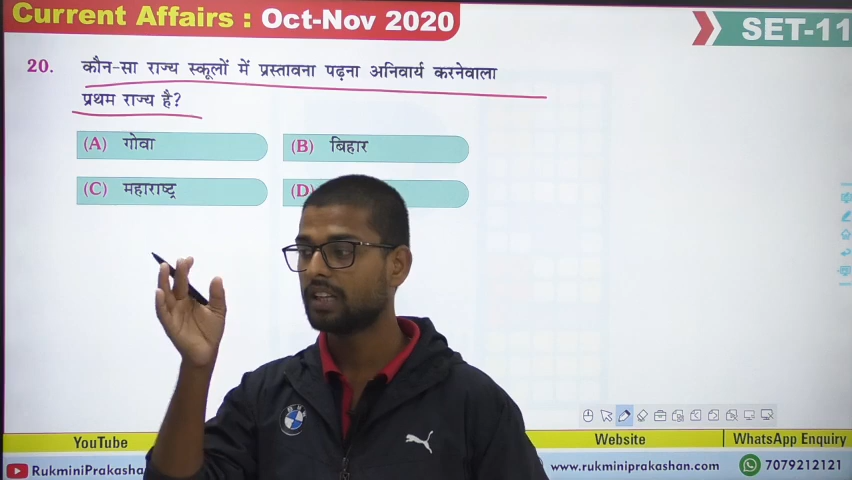 Current Affairs : Oct-Nov 2020
SET-11
20. कौन-सा राज्य स्कूलों में प्रस्तावना पढ़ना अनिवार्य करनेवाला
प्रथम राज्य है?
(A) गोवा
(B) बिहार
(C) महाराष्ट्र
(D)
YouTube
Website
WhatsApp Enquiry
RukminiPrakasha
www.rukminiprakashan.com
7079212121